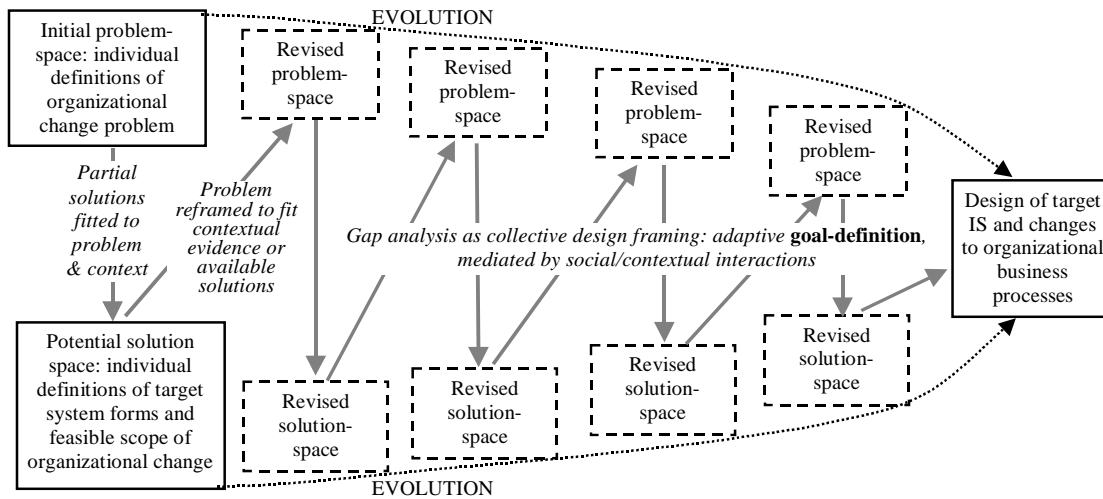 EVOLUTION
Initial problem-
space: individual
definitions of
organizational
change problem
Revised
problem-
space
Revised
problem-
space
Revised
problem-
space
Revised
problem-
space
Partial
solutions
fitted to
problem
& context
Problem
reframed to fit
contextual
evidence or
available
solutions
Gap analysis as collective design framing: adaptive goal-definition,
mediated by social/contextual interactions
Design of target
IS and changes
to organizational
business
processes
Potential solution
space: individual
definitions of target
system forms and
feasible scope of
organizational change
Revised
solution-
space
Revised
solution-
space
Revised
solution-
space
Revised
solution-
space
EVOLUTION